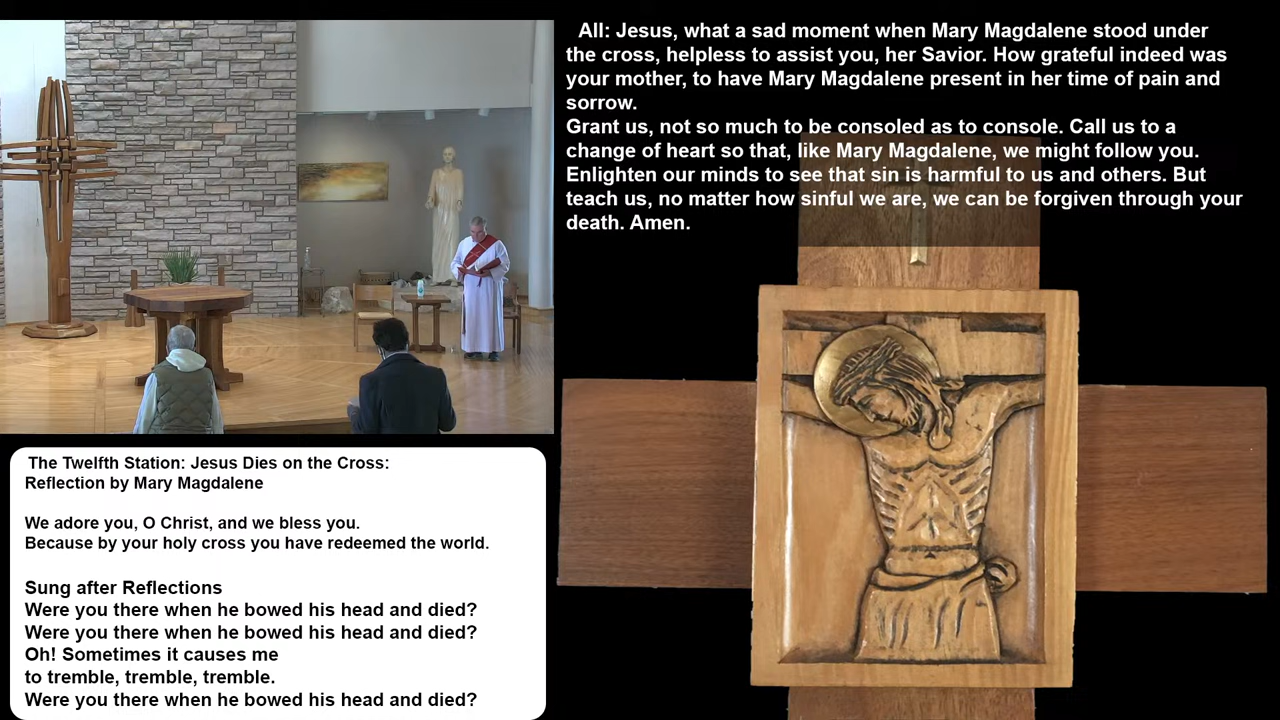 All: Jesus, what a sad moment when Mary Magdalene stood under
the cross, helpless to assist you, her Savior. How grateful indeed was
your mother, to have Mary Magdalene present in her time of pain and
sorrow.
Grant us, not so much to be consoled as to console. Call us to a
change of heart so that, like Mary Magdalene, we might follow you.
Enlighten our minds to see that sin is harmful to us and others. But
teach us, no matter how sinful we are, we can be forgiven through your
death. Amen.
The Twelfth Station: Jesus Dies on the Cross:
Reflection by Mary Magdalene
We adore you, O Christ, and we bless you.
Because by your holy cross you have redeemed the world.
Sung after Reflections
Were you there when he bowed his head and died?
Were you there when he bowed his head and died?
Oh! Sometimes it causes me
to tremble, tremble, tremble.
Were you there when he bowed his head and died?